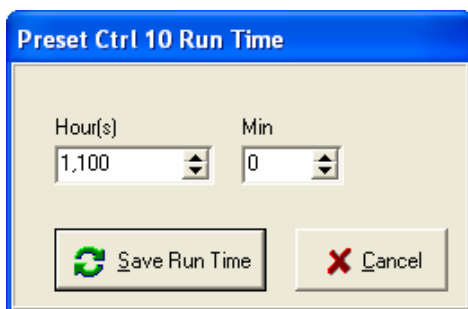 Preset Ctrl 10 Run Time
Hour(s) Min
1,100 0
Save Run Time Cancel